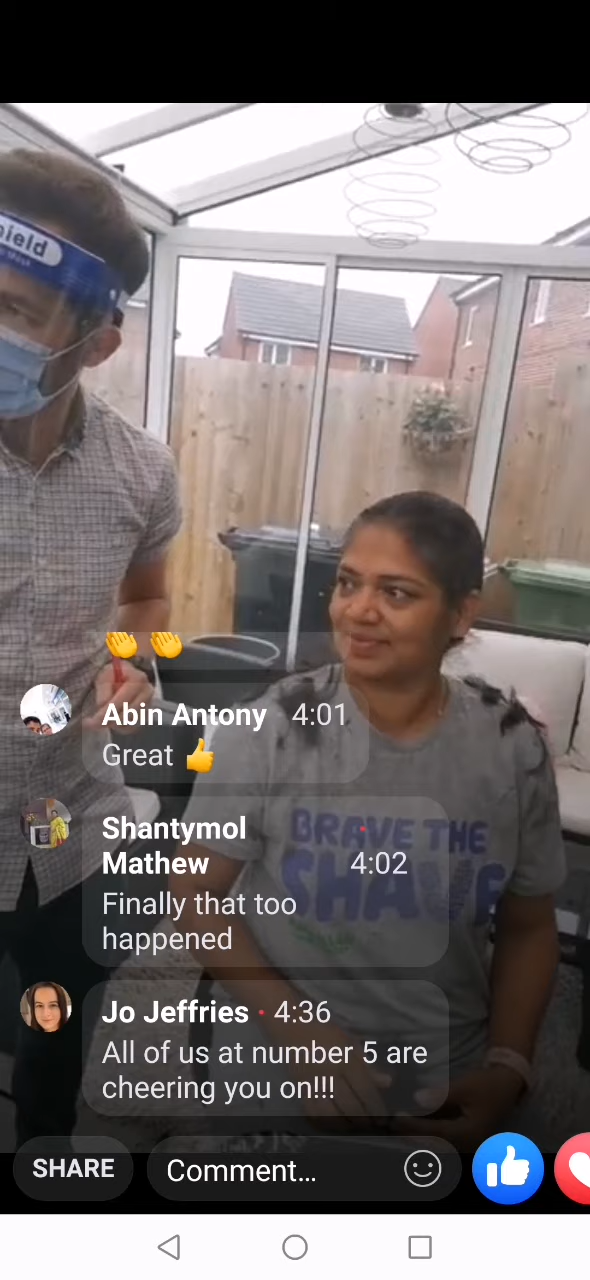 ield
👏 👏
Abin Antony 4:01
Great 👍
Shantymol
Mathew 4:02
Finally that too
happened
Jo Jeffries • 4:36
All of us at number 5 are
cheering you on!!!
BRAVE THE
SHAVE
SHARE
Comment...